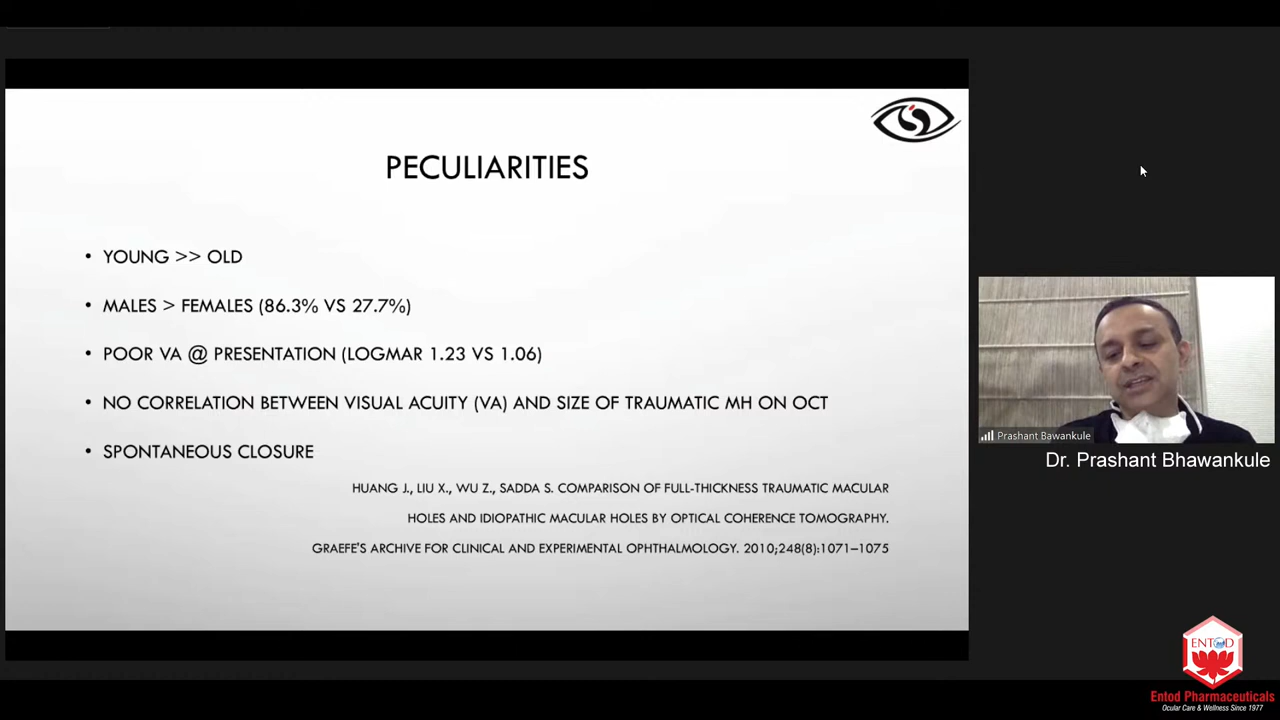 PECULIARITIES
• YOUNG >> OLD
• MALES > FEMALES (86.3% VS 27.7%)
• POOR VA @ PRESENTATION (LOGMAR 1.23 VS 1.06)
• NO CORRELATION BETWEEN VISUAL ACUITY (VA) AND SIZE OF TRAUMATIC MH ON OCT
• SPONTANEOUS CLOSURE
HUANG J., LIU X., WU Z., SADDA S. COMPARISON OF FULL-THICKNESS TRAUMATIC MACULAR
HOLES AND IDIOPATHIC MACULAR HOLES BY OPTICAL COHERENCE TOMOGRAPHY.
GRAEFE'S ARCHIVE FOR CLINICAL AND EXPERIMENTAL OPHTHALMOLOGY. 2010;248(8):1071–1075
Prashant Bawankule
Dr. Prashant Bhawankule
ENTOD
Entod Pharmaceuticals
Ocular Care & Wellness Since 1977